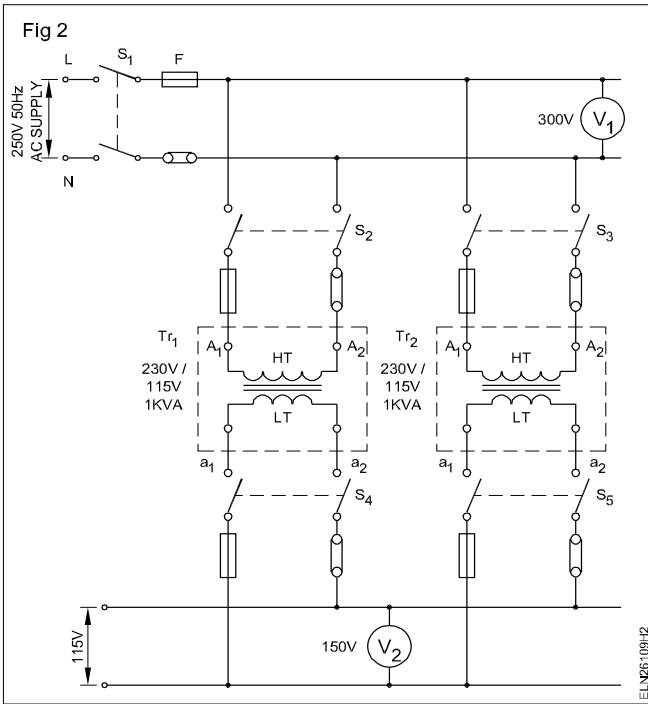 Fig 2
L
S1
F
250V 50Hz
AC SUPPLY
300V
V1
N
S2
S3
Tr1
A1
HT
A2
230V /
115V
1KVA
LT
a1
a2
Tr2
A1
HT
A2
230V /
115V
1KVA
LT
a1
a2
S4
S5
115V
150V
V2
ELN26109H2